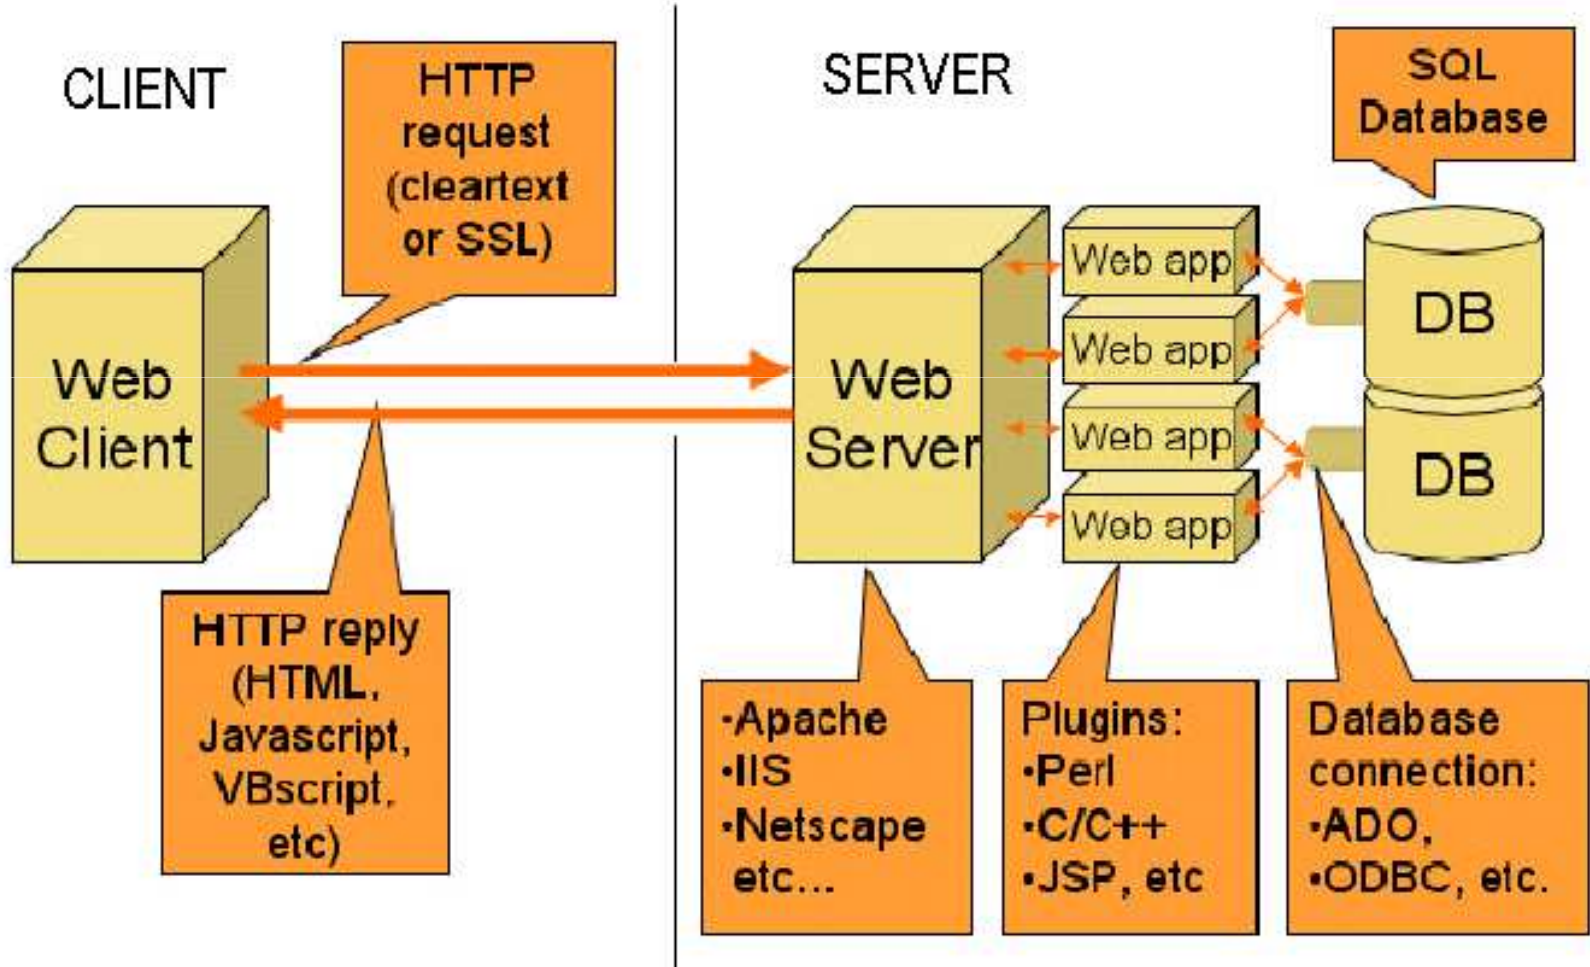 CLIENT
HTTP
request
(cleartext
or SSL)
SERVER
SQL
Database
Web
Client
Web
Server
Web app
Web app
Web app
Web app
DB
DB
HTTP reply
(HTML,
Javascript,
VBscript,
etc)
•Apache
•IIS
•Netscape
etc...
Plugins:
•Perl
•C/C++
•JSP, etc
Database
connection:
•ADO,
•ODBC, etc.